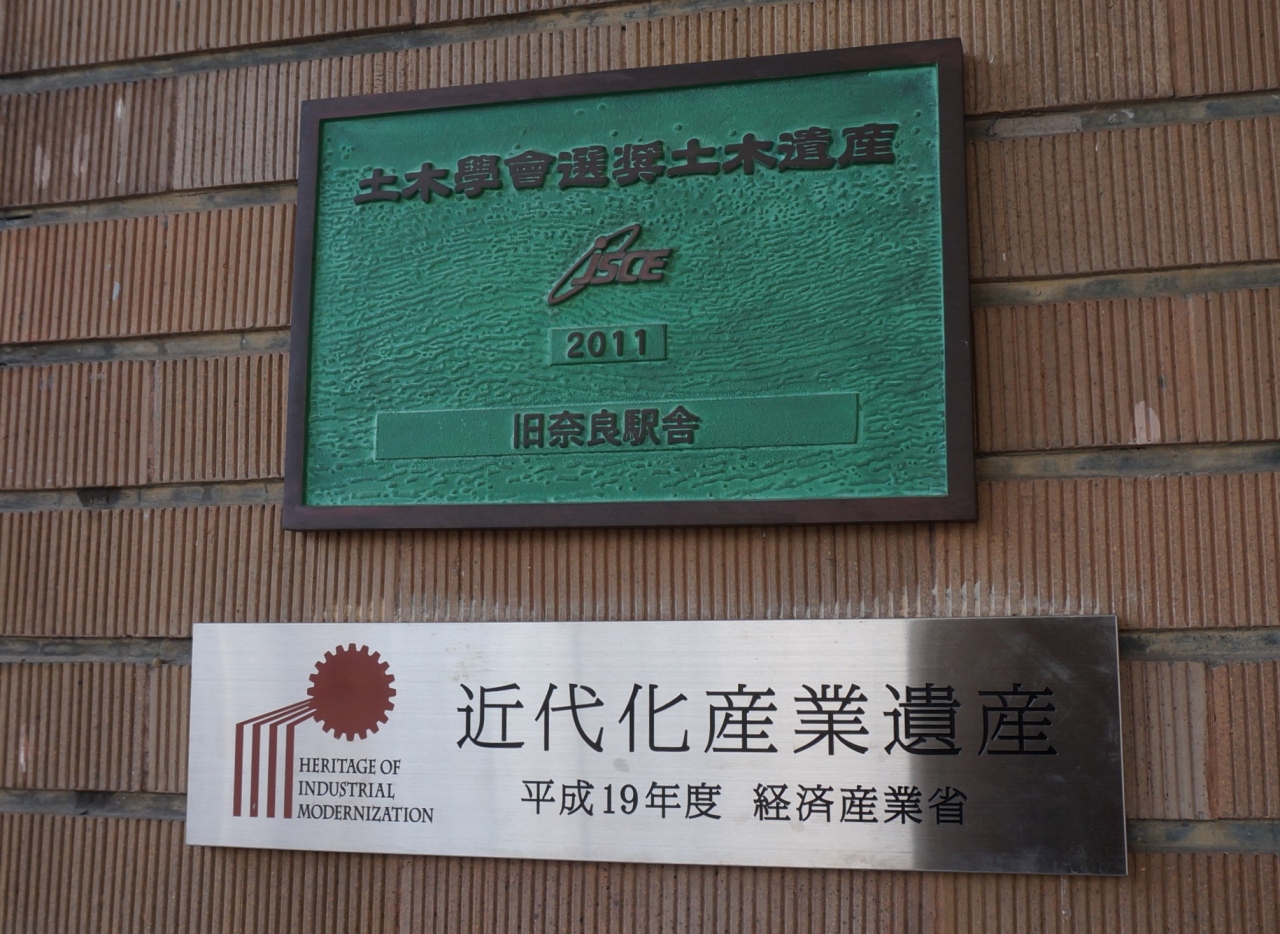 土木學會選奨土木遺産
JSCE
2011
旧奈良駅舎
近代化産業遺産
平成19年度 経済産業省
HERITAGE OF
INDUSTRIAL
MODERNIZATION